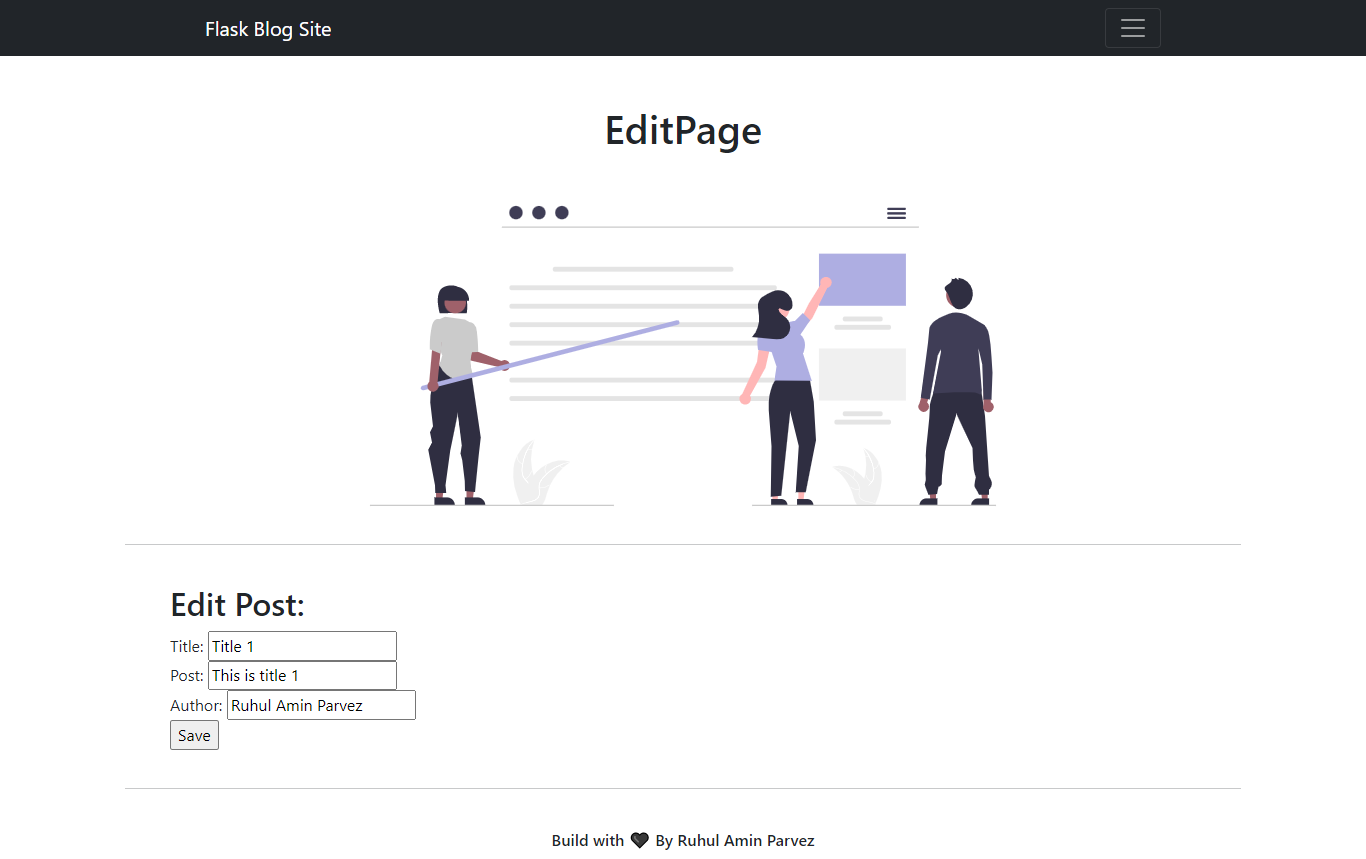 Flask Blog Site
EditPage
Edit Post:
Title: Title 1
Post: This is title 1
Author: Ruhul Amin Parvez
Save
Build with 🖤 By Ruhul Amin Parvez